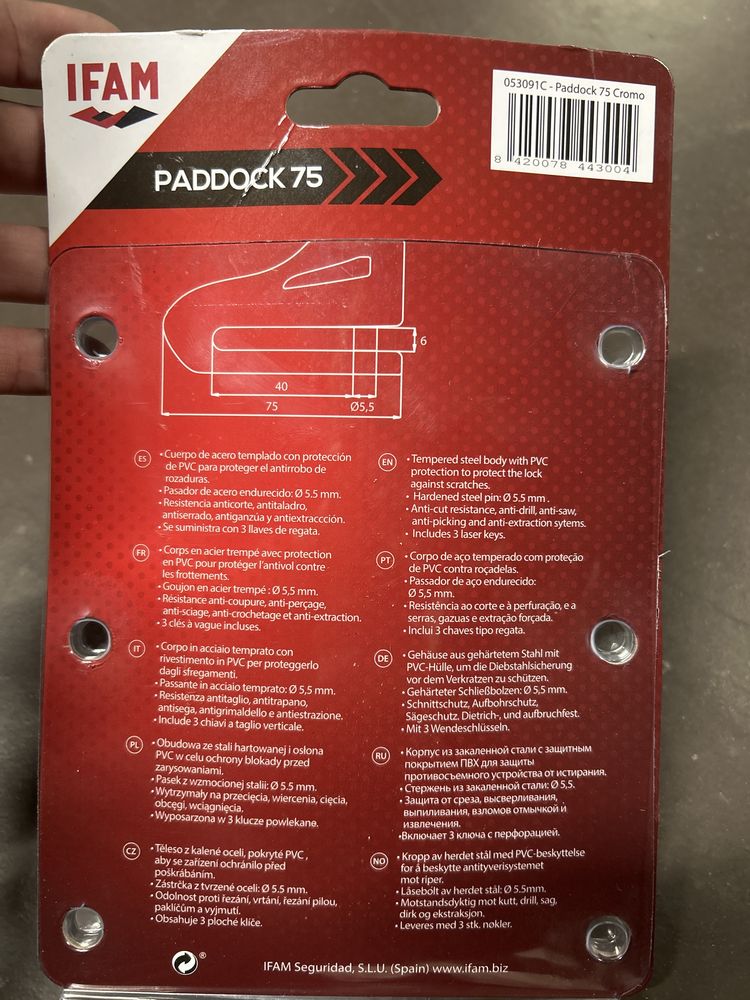 IFAM
053091C - Paddock 75 Cromo
8 420078 443004
PADDOCK 75
6
40
75
Ø5,5
ES
• Cuerpo de acero templado con protección
de PVC para proteger el antirrobo de
rozaduras.
• Pasador de acero endurecido: Ø 5.5 mm.
• Resistencia anticorte, antitaladro,
antiserrado, antiganzúa y antiextraccción.
• Se suministra con 3 llaves de regata.
EN
• Tempered steel body with PVC
protection to protect the lock
against scratches.
• Hardened steel pin: Ø 5.5 mm .
• Anti-cut resistance, anti-drill, anti-saw,
anti-picking and anti-extraction sytems.
• Includes 3 laser keys.
FR
• Corps en acier trempé avec protection
en PVC pour protéger l'antivol contre
les frottements.
• Goujon en acier trempé : Ø 5,5 mm.
• Résistance anti-coupure, anti-perçage,
anti-sciage, anti-crochetage et anti-extraction.
• 3 clés à vague incluses.
PT
• Corpo de aço temperado com proteção
de PVC contra roçadelas.
• Passador de aço endurecido:
Ø 5,5 mm.
• Resistência ao corte e à perfuração, e a
serras, gazuas e extração forçada.
• Inclui 3 chaves tipo regata.
IT
• Corpo in acciaio temprato con
rivestimento in PVC per proteggerlo
dagli sfregamenti.
• Passante in acciaio temprato: Ø 5,5 mm.
• Resistenza antitaglio, antitrapano,
antisega, antigrimaldello e antiestrazione.
• Include 3 chiavi a taglio verticale.
DE
• Gehäuse aus gehärtetem Stahl mit
PVC-Hülle, um die Diebstahlsicherung
vor dem Verkratzen zu schützen.
• Gehärteter Schließbolzen: Ø 5,5 mm.
• Schnittschutz, Aufbohrschutz,
Sägeschutz, Dietrich-, und aufbruchfest.
• Mit 3 Wendeschlüsseln.
PL
• Obudowa ze stali hartowanej i oslona
PVC w celu ochrony blokady przed
zarysowaniami.
• Pasek z wzmocnionej stalii: Ø 5.5 mm.
• Wytrzymały na przecięcia, wiercenia, cięcia,
obcęgi, wciągnięcia.
• Wyposarzona w 3 klucze powlekane.
RU
• Корпус из закаленной стали с защитным
покрытием ПВХ для защиты
противосъемного устройства от истирания.
• Стержень из закаленной стали: Ø 5,5.
• Защита от среза, высверливания,
выпиливания, взломов отмычкой и
извлечения.
•Включает 3 ключа с перфорацией.
CZ
• Těleso z kalené oceli, pokryté PVC ,
aby se zařízení ochránilo před
poškrábáním.
• Zástrčka z tvrzené oceli: Ø 5.5 mm.
• Odolnost proti řezání, vrtání, řezání pilou,
paklíčům a vyjmutí.
• Obsahuje 3 ploché klíče.
NO
• Kropp av herdet stål med PVC-beskyttelse
for å beskytte antityverisystemet
mot riper.
• Låsebolt av herdet stål: Ø 5.5mm.
• Motstandsdyktig mot kutt, drill, sag,
dirk og ekstraksjon.
• Leveres med 3 stk. nøkler.
®
IFAM Seguridad, S.L.U. (Spain) www.ifam.biz